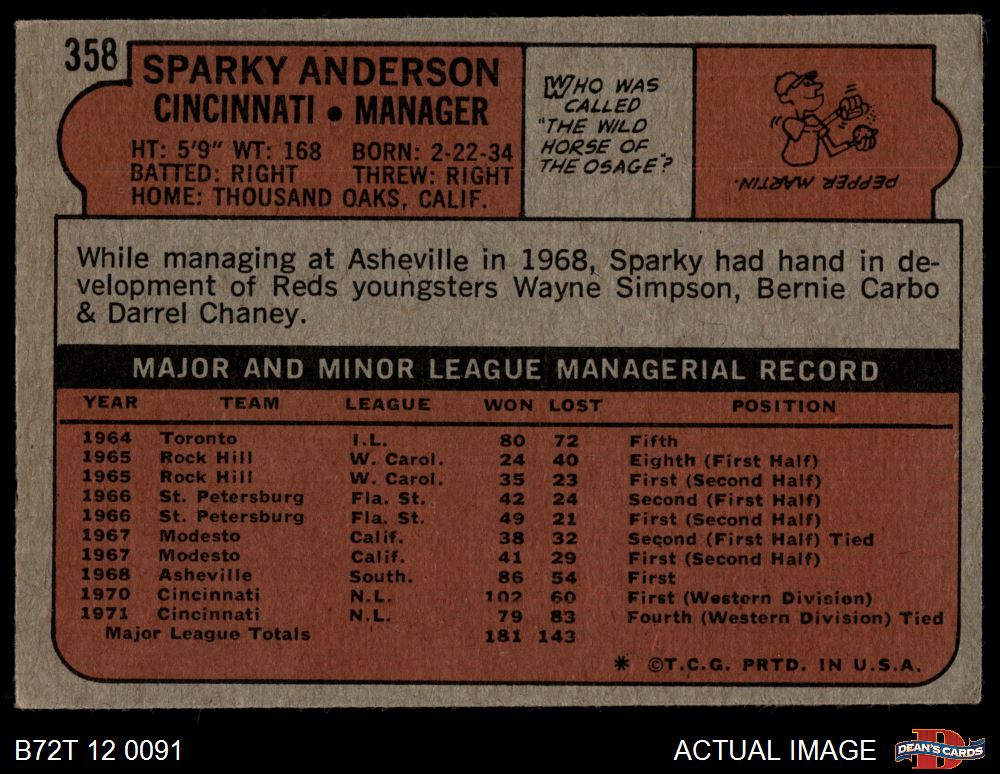 358
SPARKY ANDERSON
CINCINNATI • MANAGER
HT: 5'9" WT: 168 BORN: 2-22-34
BATTED: RIGHT THREW: RIGHT
HOME: THOUSAND OAKS, CALIF.
WHO WAS
CALLED
"THE WILD
HORSE OF
THE OSAGE"?
PEPPER MARTIN.
While managing at Asheville in 1968, Sparky had hand in de-
velopment of Reds youngsters Wayne Simpson, Bernie Carbo
& Darrel Chaney.
MAJOR AND MINOR LEAGUE MANAGERIAL RECORD
YEAR TEAM LEAGUE WON LOST POSITION
1964 Toronto I.L. 80 72 Fifth
1965 Rock Hill W. Carol. 24 40 Eighth (First Half)
1965 Rock Hill W. Carol. 35 23 First (Second Half)
1966 St. Petersburg Fla. St. 42 24 Second (First Half)
1966 St. Petersburg Fla. St. 49 21 First (Second Half)
1967 Modesto Calif. 38 32 Second (First Half) Tied
1967 Modesto Calif. 41 29 First (Second Half)
1968 Asheville South. 86 54 First
1970 Cincinnati N.L. 102 60 First (Western Division)
1971 Cincinnati N.L. 79 83 Fourth (Western Division) Tied
Major League Totals 181 143
* ©T.C.G. PRTD. IN U.S.A.
B72T 12 0091
ACTUAL IMAGE
D
DEAN'S CARDS